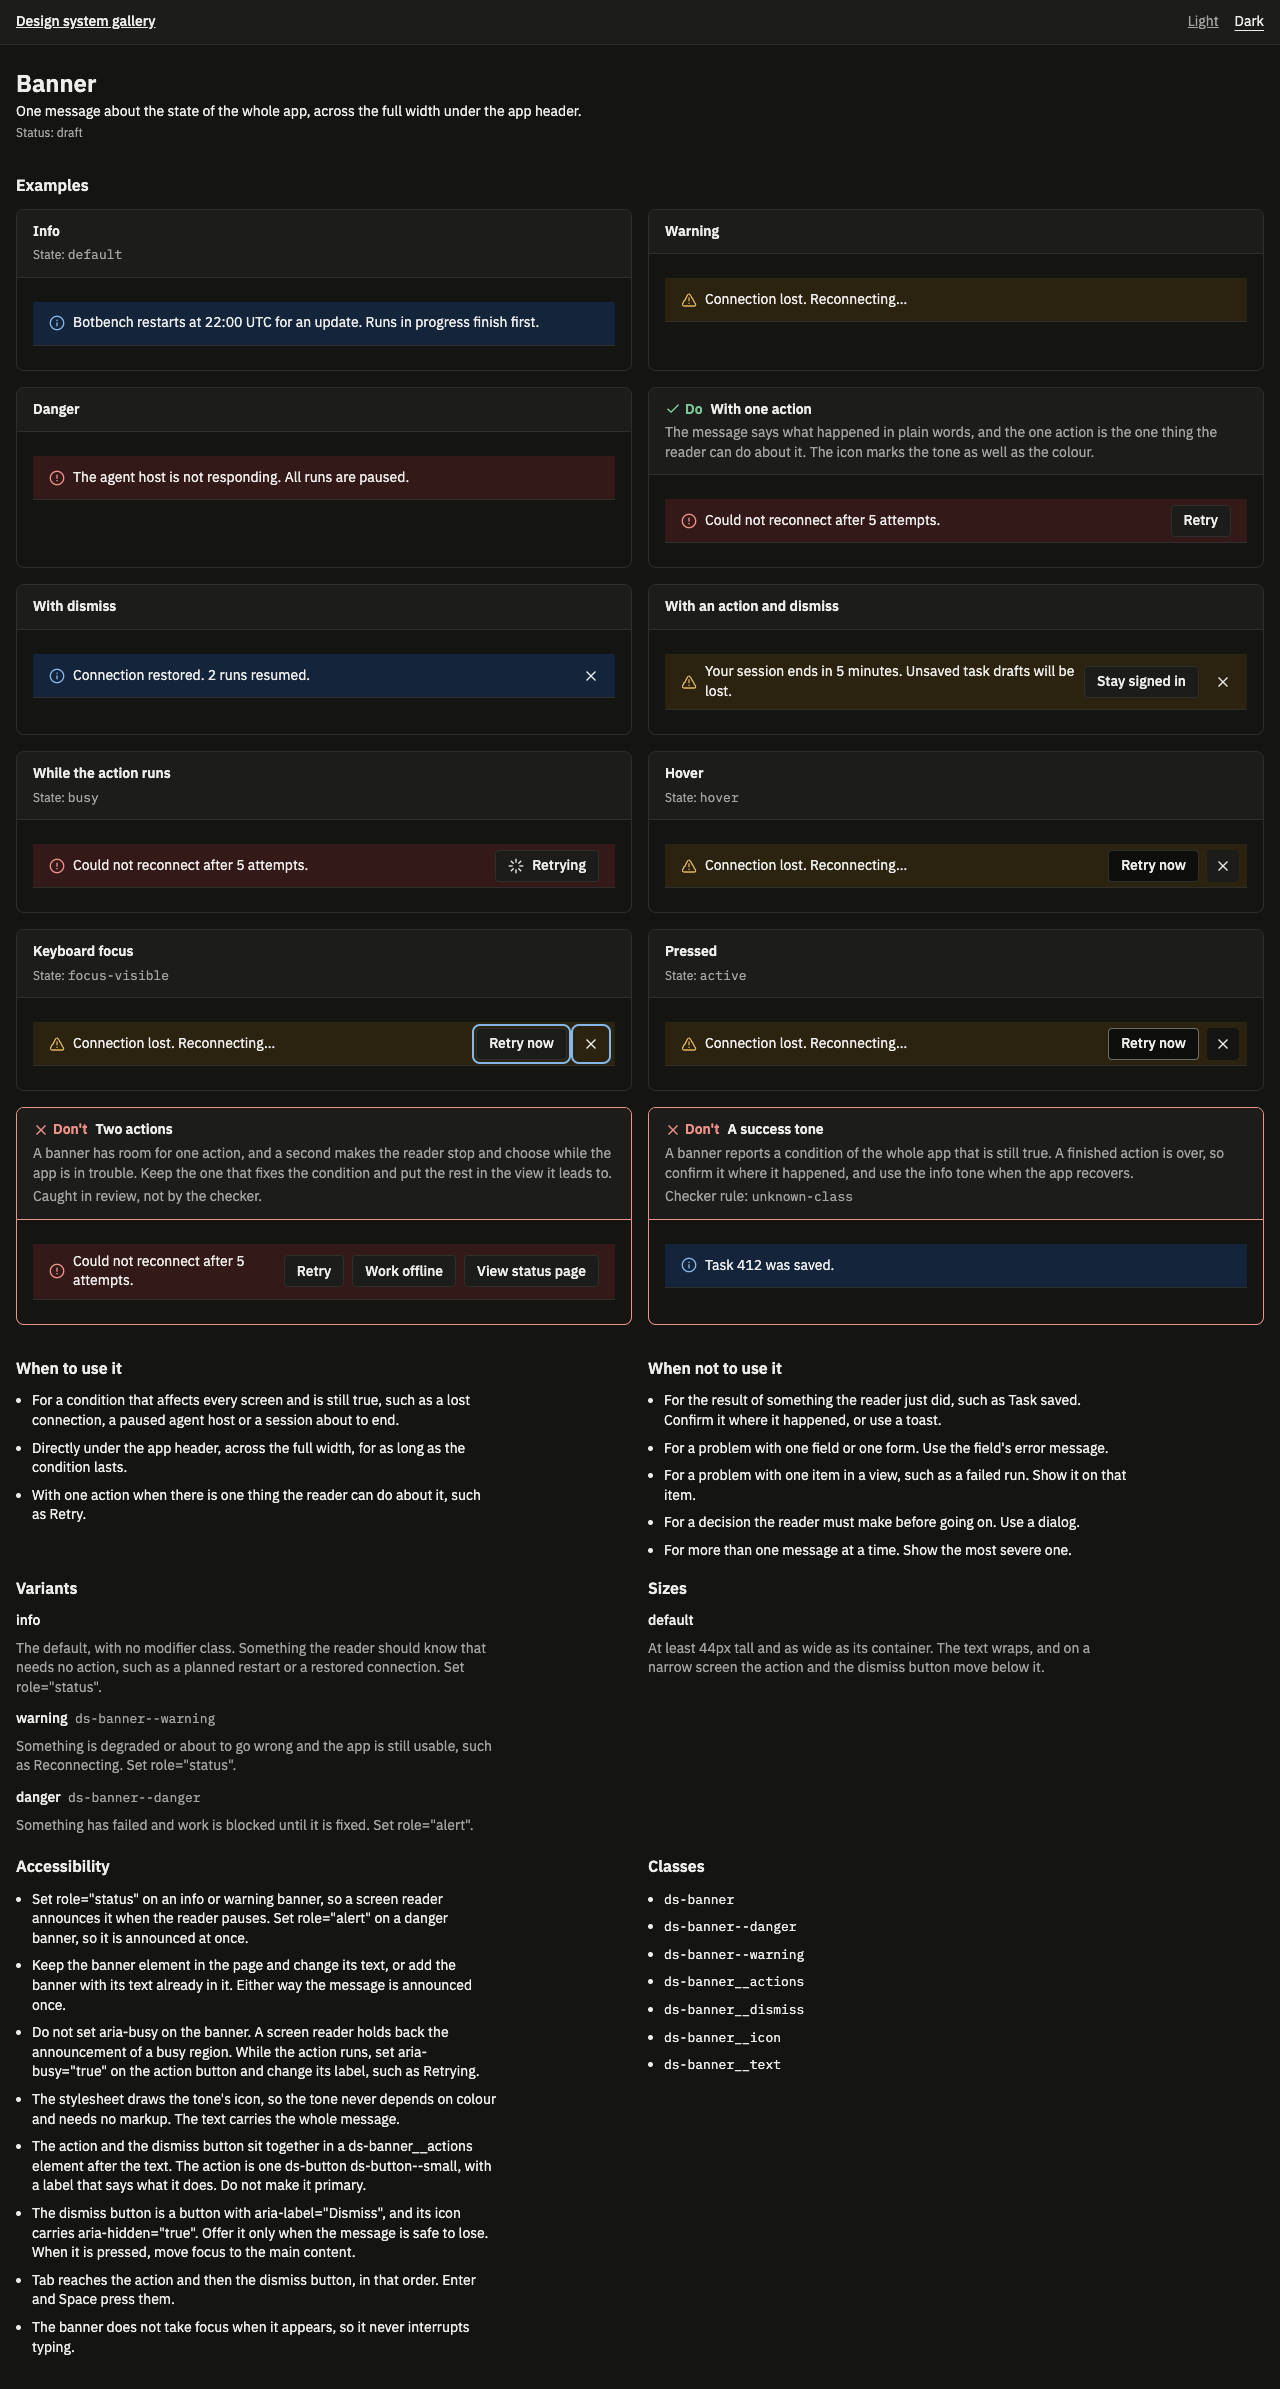 Design system gallery
Light
Dark
Banner
One message about the state of the whole app, across the full width under the app header.
Status: draft
Examples
Info
State: default
Botbench restarts at 22:00 UTC for an update. Runs in progress finish first.
Warning
Connection lost. Reconnecting...
Danger
The agent host is not responding. All runs are paused.
Do With one action
The message says what happened in plain words, and the one action is the one thing the
reader can do about it. The icon marks the tone as well as the colour.
Could not reconnect after 5 attempts.
Retry
With dismiss
Connection restored. 2 runs resumed.
With an action and dismiss
Your session ends in 5 minutes. Unsaved task drafts will be
lost.
Stay signed in
While the action runs
State: busy
Could not reconnect after 5 attempts.
Retrying
Hover
State: hover
Connection lost. Reconnecting...
Retry now
Keyboard focus
State: focus-visible
Connection lost. Reconnecting...
Retry now
Pressed
State: active
Connection lost. Reconnecting...
Retry now
Don't Two actions
A banner has room for one action, and a second makes the reader stop and choose while the
app is in trouble. Keep the one that fixes the condition and put the rest in the view it leads to.
Caught in review, not by the checker.
Could not reconnect after 5
attempts.
Retry
Work offline
View status page
Don't A success tone
A banner reports a condition of the whole app that is still true. A finished action is over, so
confirm it where it happened, and use the info tone when the app recovers.
Checker rule: unknown-class
Task 412 was saved.
When to use it
For a condition that affects every screen and is still true, such as a lost
connection, a paused agent host or a session about to end.
Directly under the app header, across the full width, for as long as the
condition lasts.
With one action when there is one thing the reader can do about it, such
as Retry.
When not to use it
For the result of something the reader just did, such as Task saved.
Confirm it where it happened, or use a toast.
For a problem with one field or one form. Use the field's error message.
For a problem with one item in a view, such as a failed run. Show it on that
item.
For a decision the reader must make before going on. Use a dialog.
For more than one message at a time. Show the most severe one.
Variants
info
The default, with no modifier class. Something the reader should know that
needs no action, such as a planned restart or a restored connection. Set
role="status".
warning ds-banner--warning
Something is degraded or about to go wrong and the app is still usable, such
as Reconnecting. Set role="status".
danger ds-banner--danger
Something has failed and work is blocked until it is fixed. Set role="alert".
Sizes
default
At least 44px tall and as wide as its container. The text wraps, and on a
narrow screen the action and the dismiss button move below it.
Accessibility
Set role="status" on an info or warning banner, so a screen reader
announces it when the reader pauses. Set role="alert" on a danger
banner, so it is announced at once.
Keep the banner element in the page and change its text, or add the
banner with its text already in it. Either way the message is announced
once.
Do not set aria-busy on the banner. A screen reader holds back the
announcement of a busy region. While the action runs, set aria-
busy="true" on the action button and change its label, such as Retrying.
The stylesheet draws the tone's icon, so the tone never depends on colour
and needs no markup. The text carries the whole message.
The action and the dismiss button sit together in a ds-banner__actions
element after the text. The action is one ds-button ds-button--small, with
a label that says what it does. Do not make it primary.
The dismiss button is a button with aria-label="Dismiss", and its icon
carries aria-hidden="true". Offer it only when the message is safe to lose.
When it is pressed, move focus to the main content.
Tab reaches the action and then the dismiss button, in that order. Enter
and Space press them.
The banner does not take focus when it appears, so it never interrupts
typing.
Classes
ds-banner
ds-banner--danger
ds-banner--warning
ds-banner__actions
ds-banner__dismiss
ds-banner__icon
ds-banner__text